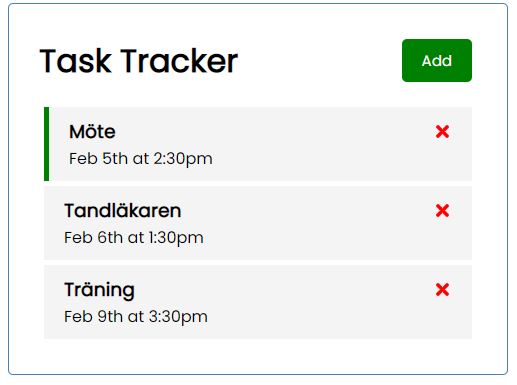 Task Tracker
Add
Möte
Feb 5th at 2:30pm
Tandläkaren
Feb 6th at 1:30pm
Träning
Feb 9th at 3:30pm